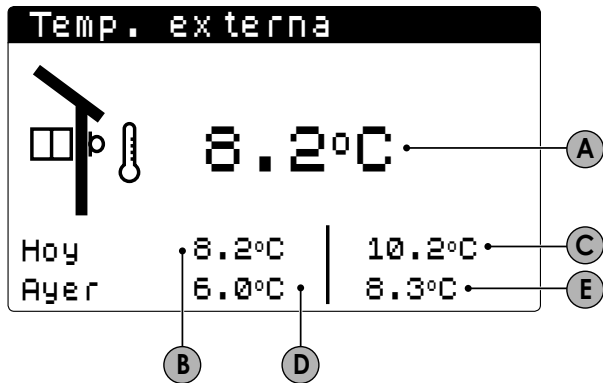 Temp. externa
8.2°C
A
Hoy 8.2°C 10.2°C
C
Ayer 6.0°C 8.3°C
E
B D